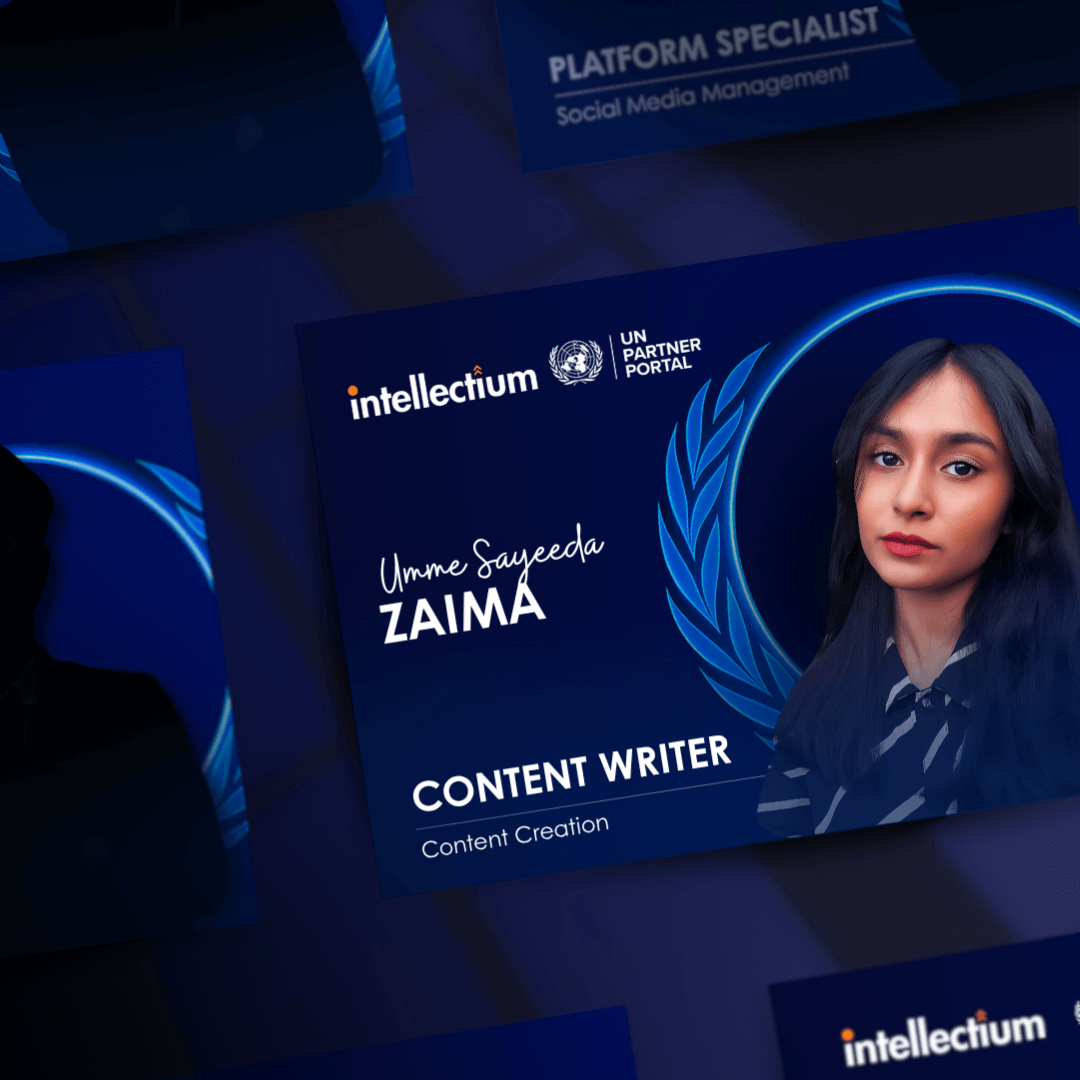 PLATFORM SPECIALIST
Social Media Management
intellectium
UN
PARTNER
PORTAL
Umme Sayeeda
ZAIMA
CONTENT WRITER
Content Creation
intellectium